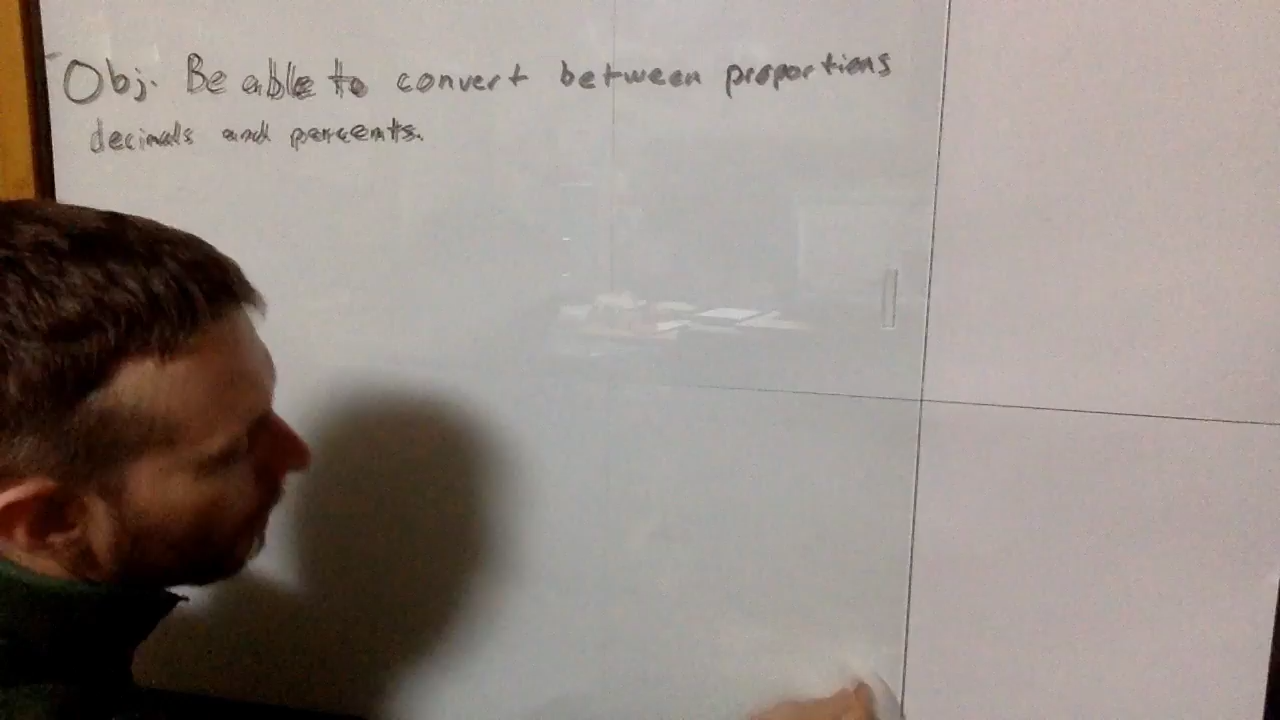 Obj. Be able to convert between proportions
decimals and percents.